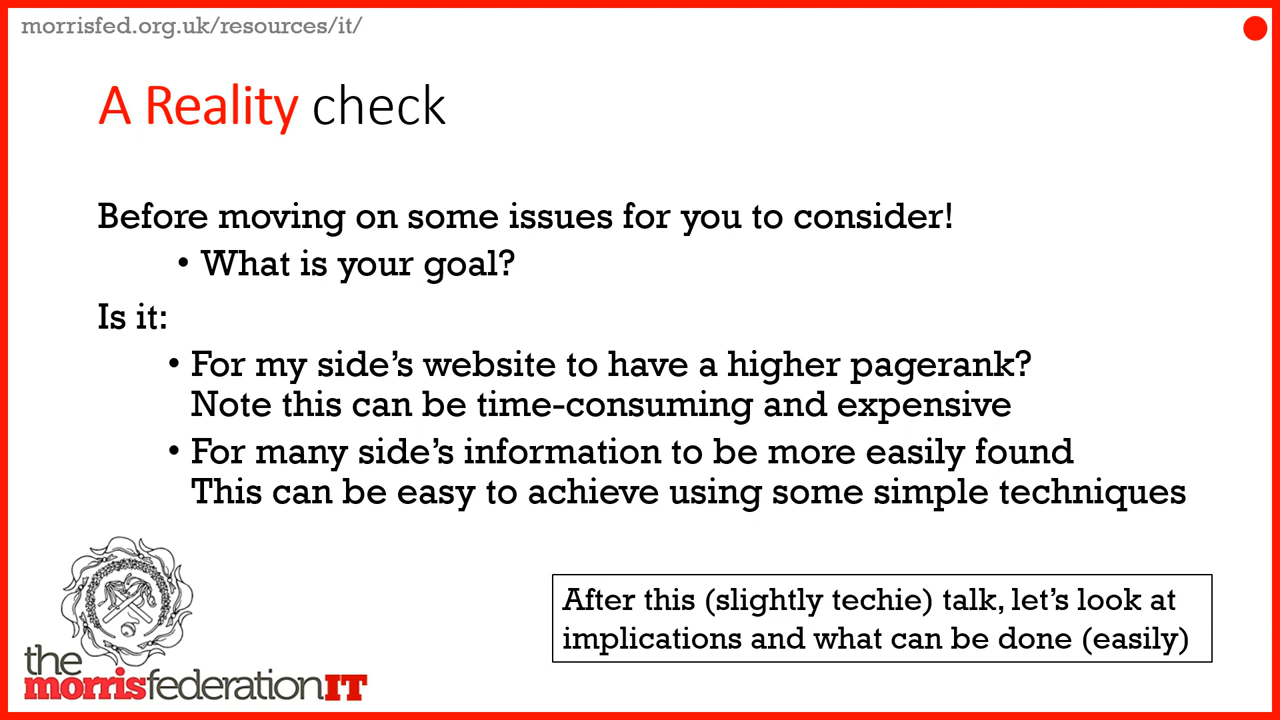 morrisfed.org.uk/resources/it/
A Reality check
Before moving on some issues for you to consider!
• What is your goal?
Is it:
• For my side’s website to have a higher pagerank?
Note this can be time-consuming and expensive
• For many side’s information to be more easily found
This can be easy to achieve using some simple techniques
After this (slightly techie) talk, let’s look at
implications and what can be done (easily)
the
morrisfederationIT